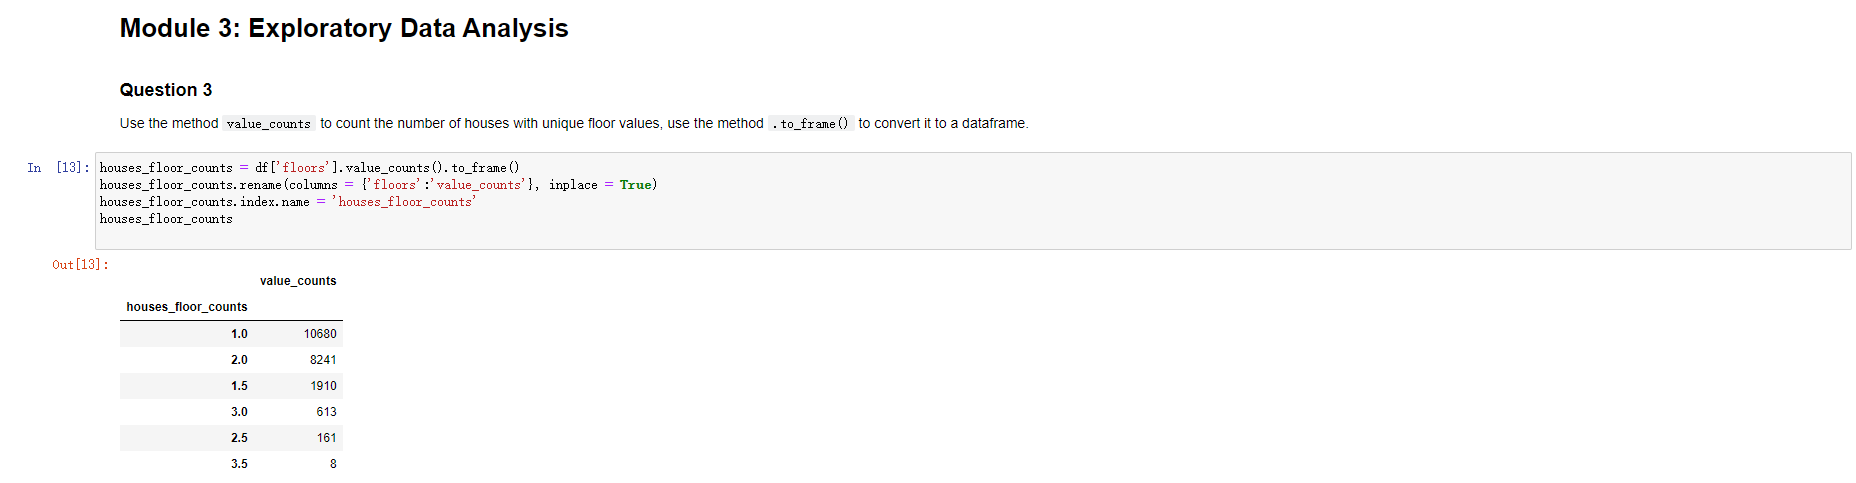 Module 3: Exploratory Data Analysis
Question 3
Use the method value_counts to count the number of houses with unique floor values, use the method .to_frame() to convert it to a dataframe.
In [13]: houses_floor_counts = df['floors'].value_counts().to_frame()
houses_floor_counts.rename(columns = {'floors':'value_counts'}, inplace = True)
houses_floor_counts.index.name = 'houses_floor_counts'
houses_floor_counts
Out[13]:
value_counts
houses_floor_counts
1.0 10680
2.0 8241
1.5 1910
3.0 613
2.5 161
3.5 8